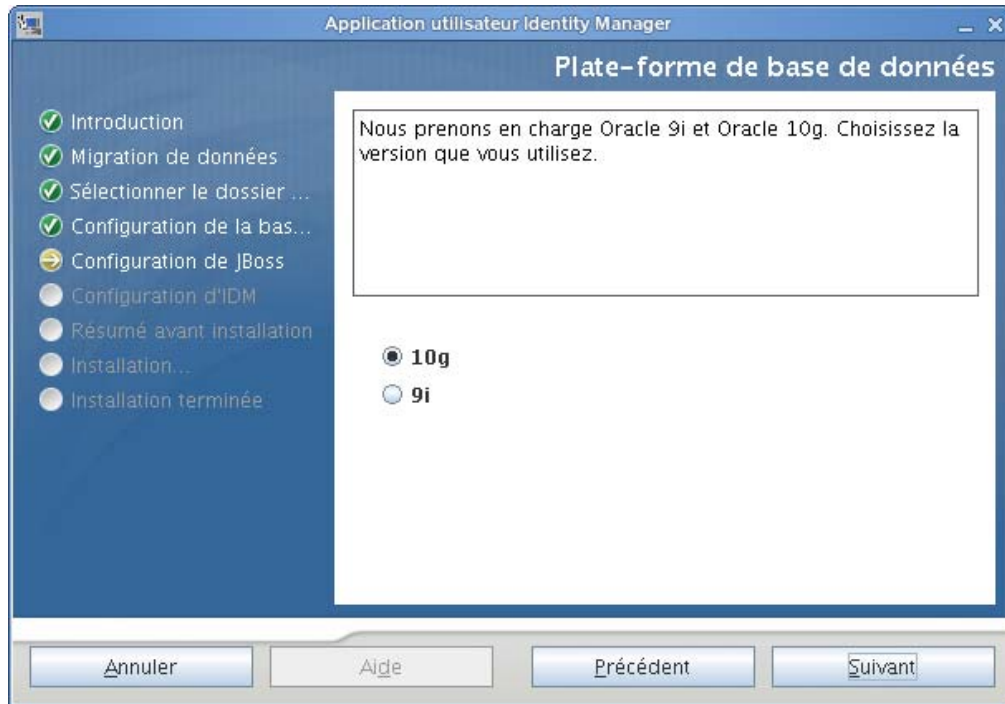 Application utilisateur Identity Manager
Plate-forme de base de données
Introduction
Migration de données
Sélectionner le dossier ...
Configuration de la bas...
Configuration de JBoss
Configuration d'IDM
Résumé avant installation
Installation...
Installation terminée
Nous prenons en charge Oracle 9i et Oracle 10g. Choisissez la
version que vous utilisez.
10g
9i
Annuler
Aide
Précédent
Suivant